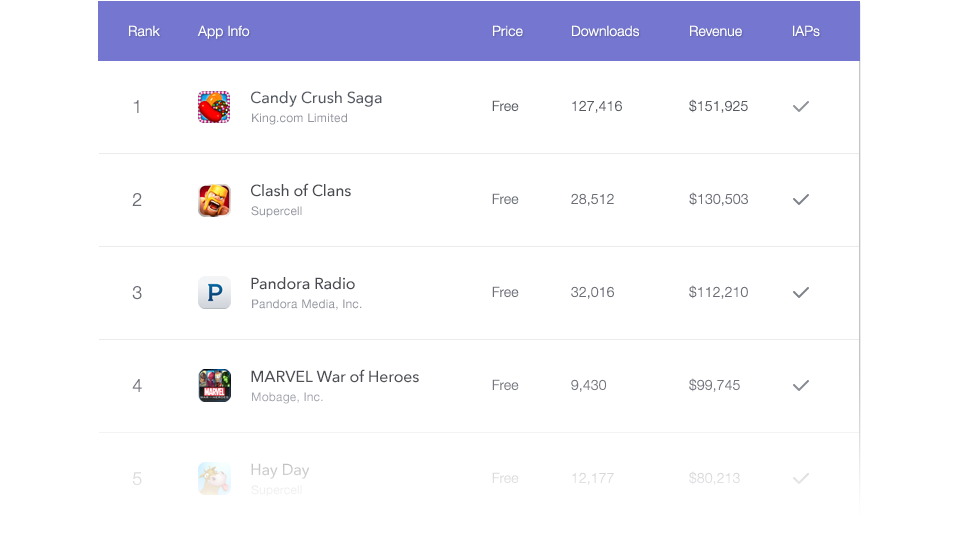 Rank App Info Price Downloads Revenue IAPs
1 Candy Crush Saga Free 127,416 $151,925
King.com Limited
2 Clash of Clans Free 28,512 $130,503
Supercell
3 P Pandora Radio Free 32,016 $112,210
Pandora Media, Inc.
4 MARVEL MARVEL War of Heroes Free 9,430 $99,745
Mobage, Inc.
5 Hay Day Free 12,177 $80,213
Supercell